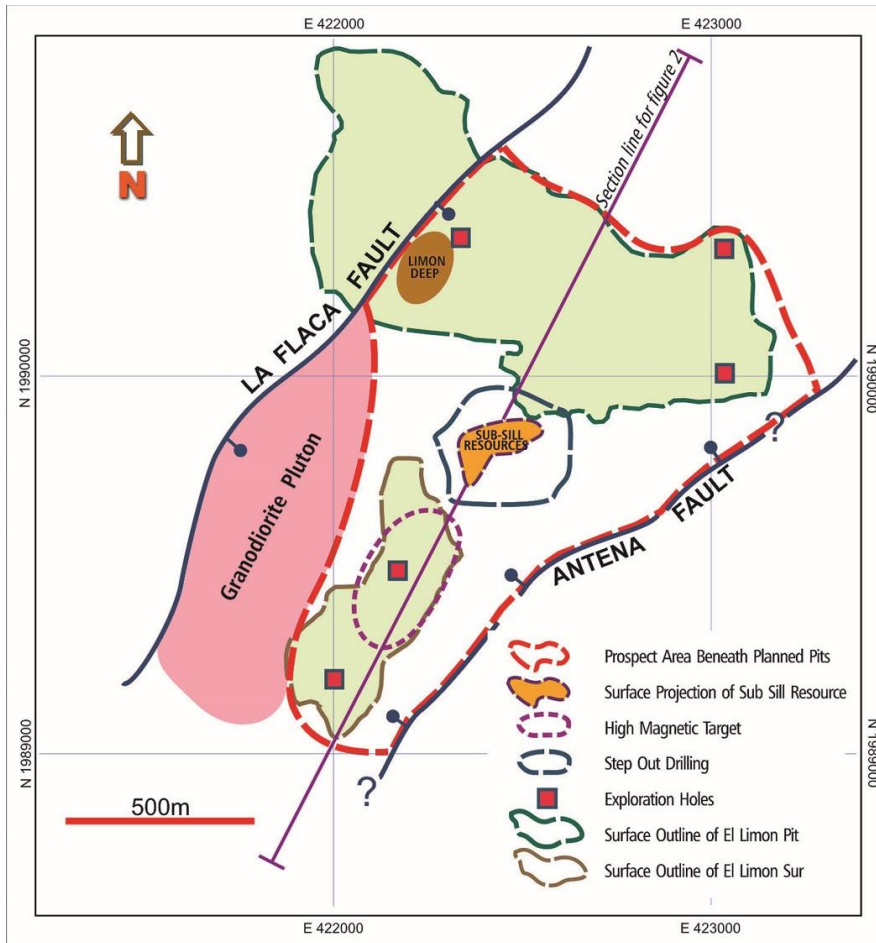 E 422000
E 423000
Section line for figure 2
N
LIMON
DEEP
LA FLACA FAULT
N 1990000
N 1990000
SUB-SILL
RESOURCES
?
Granodiorite Pluton
ANTENA FAULT
Prospect Area Beneath Planned Pits
Surface Projection of Sub Sill Resource
High Magnetic Target
N 1989000
N 1989000
Step Out Drilling
?
500m
Exploration Holes
Surface Outline of El Limon Pit
Surface Outline of El Limon Sur
E 422000
E 423000